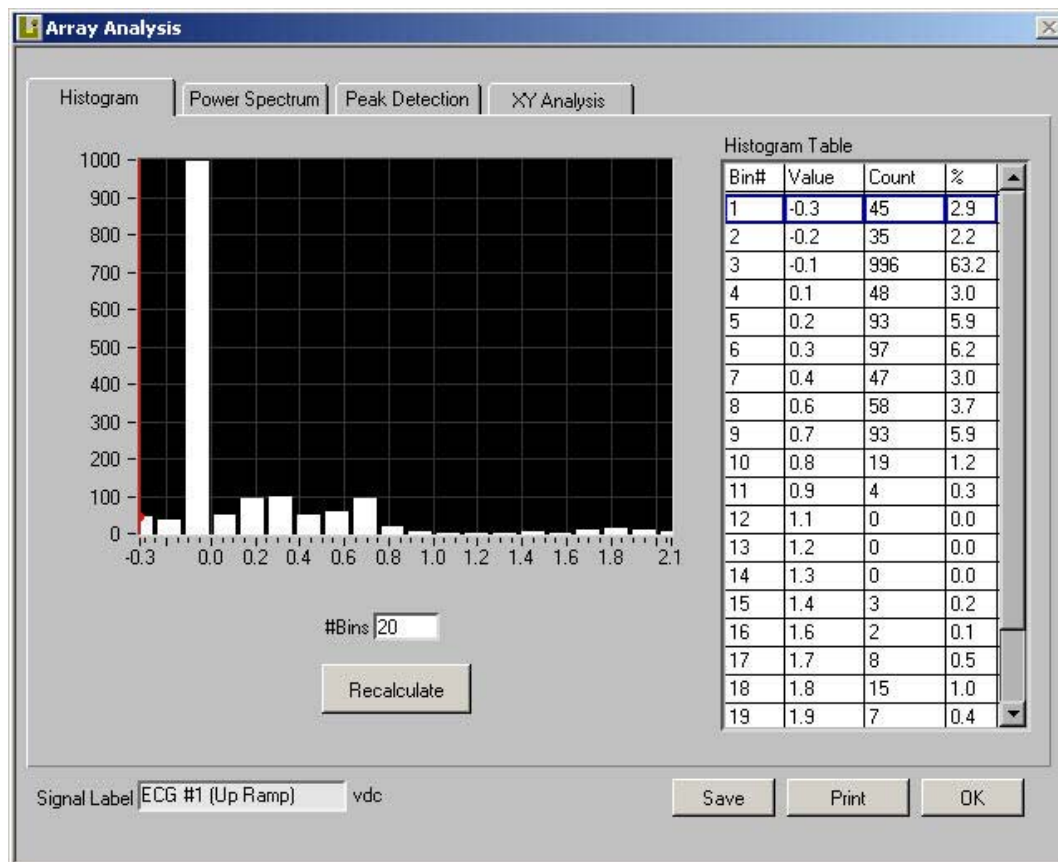 Array Analysis
Histogram Power Spectrum Peak Detection XY Analysis
Histogram Table
Bin# Value Count %
1 -0.3 45 2.9
2 -0.2 35 2.2
3 -0.1 996 63.2
4 0.1 48 3.0
5 0.2 93 5.9
6 0.3 97 6.2
7 0.4 47 3.0
8 0.6 58 3.7
9 0.7 93 5.9
10 0.8 19 1.2
11 0.9 4 0.3
12 1.1 0 0.0
13 1.2 0 0.0
14 1.3 0 0.0
15 1.4 3 0.2
16 1.6 2 0.1
17 1.7 8 0.5
18 1.8 15 1.0
19 1.9 7 0.4
1000
900
800
700
600
500
400
300
200
100
0
-0.3 0.0 0.2 0.4 0.6 0.8 1.0 1.2 1.4 1.6 1.8 2.1
#Bins 20
Recalculate
Signal Label ECG #1 (Up Ramp) vdc
Save Print OK